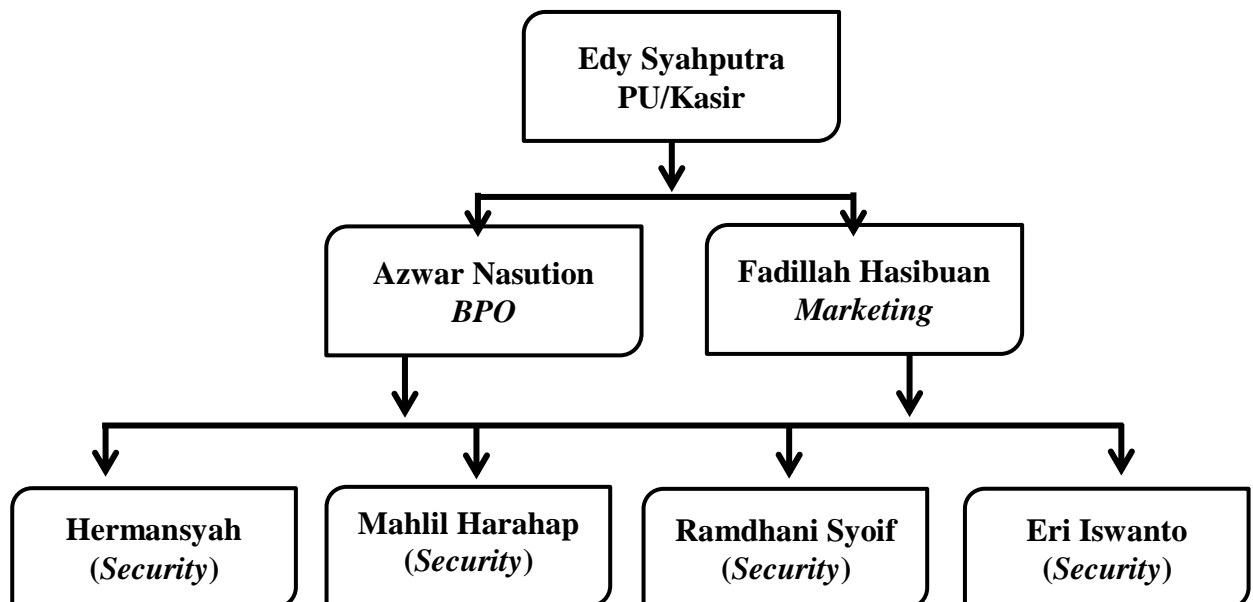 Edy Syahputra
PU/Kasir
Azwar Nasution
BPO
Fadillah Hasibuan
Marketing
Hermansyah
(Security)
Mahlil Harahap
(Security)
Ramdhani Syoif
(Security)
Eri Iswanto
(Security)